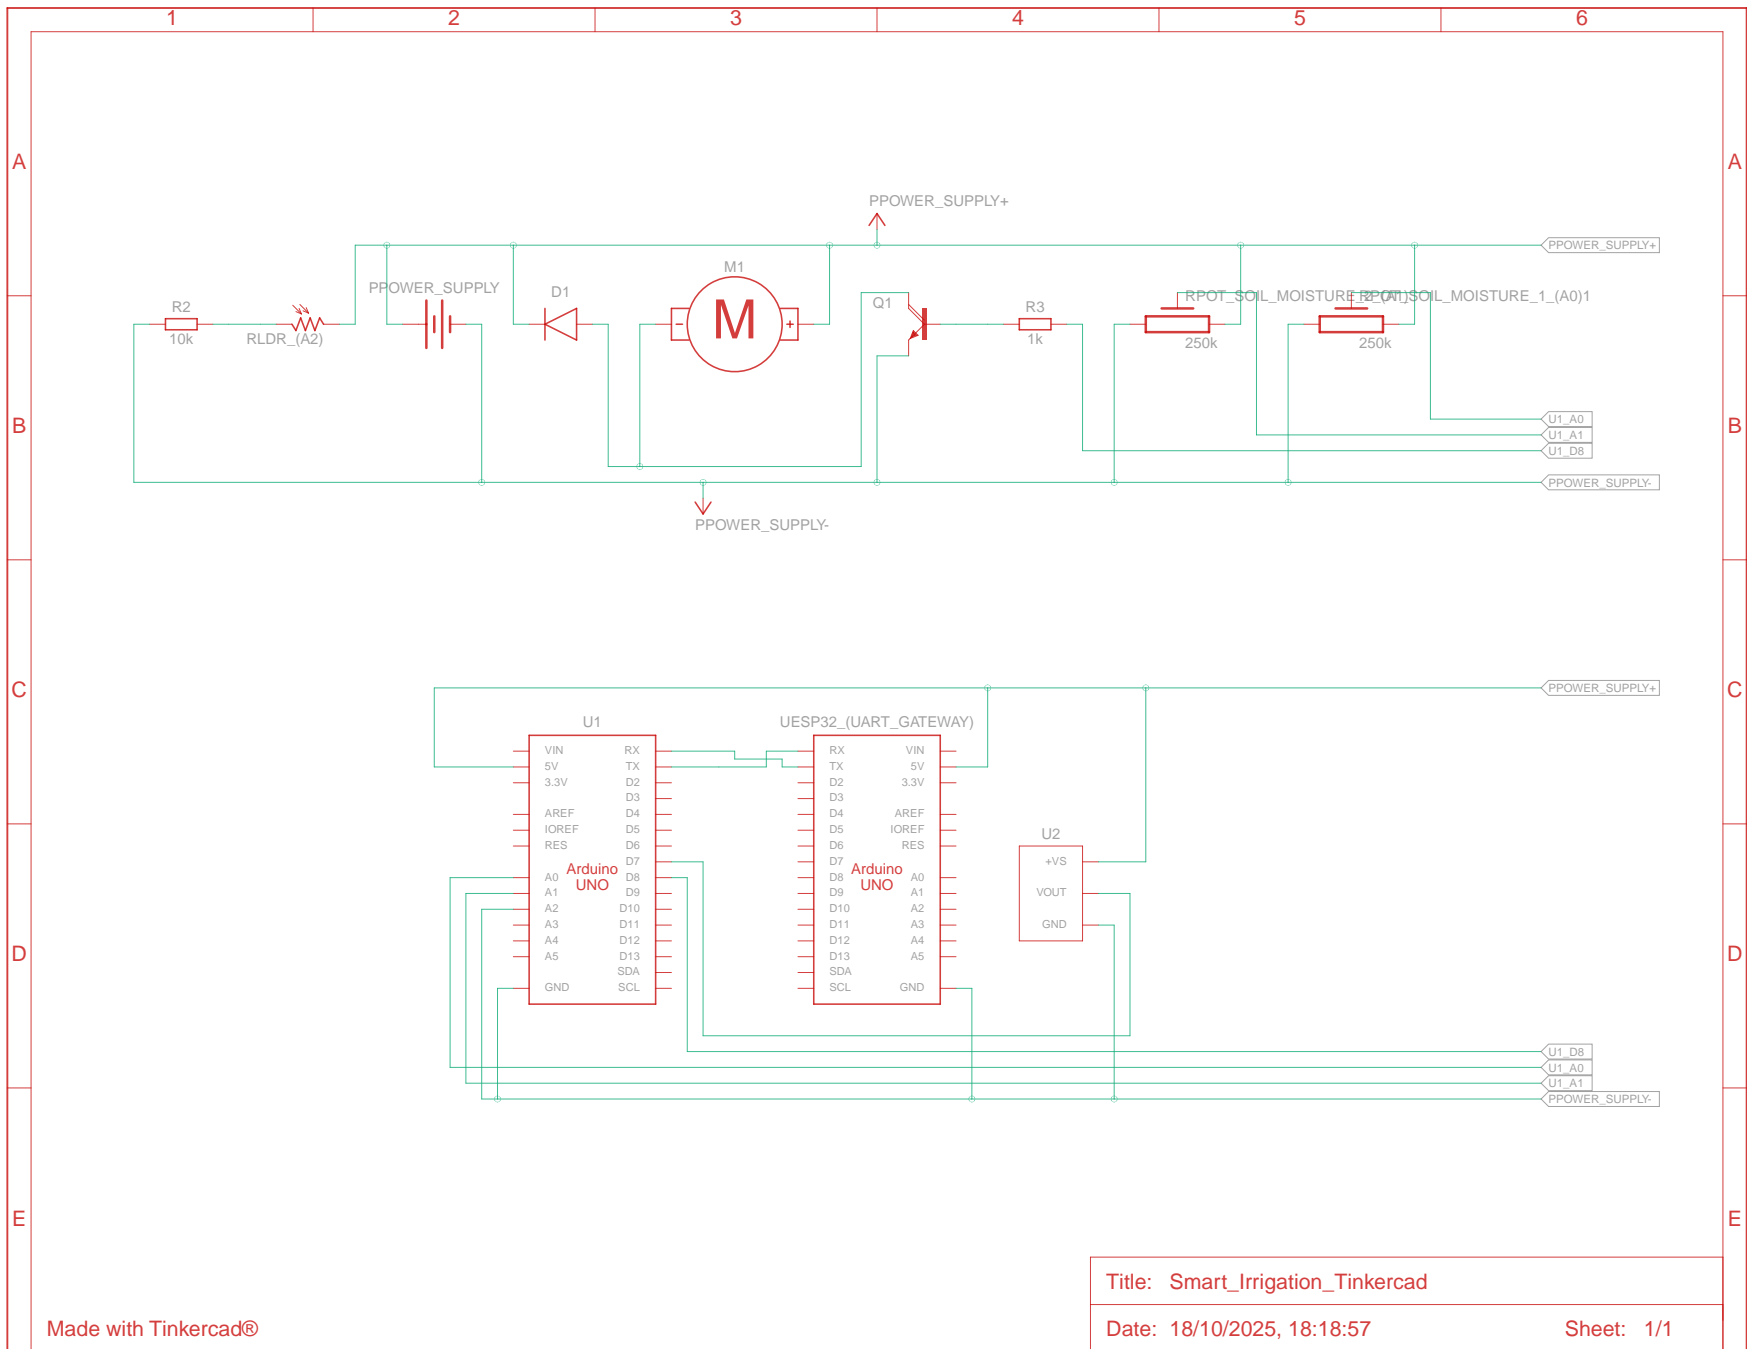 1 2 3 4 5 6
A A
PPOWER_SUPPLY+
PPOWER_SUPPLY+
M1
PPOWER_SUPPLY D1 Q1 RPOT_SOIL_MOISTURE_2_(A1) RPOT_SOIL_MOISTURE_1_(A0)1
R2 R3
M
- +
10k RLDR_(A2) 1k 250k 250k
U1_A0
B B
U1_A1
U1_D8
PPOWER_SUPPLY-
PPOWER_SUPPLY-
C C
PPOWER_SUPPLY+
U1 UESP32_(UART_GATEWAY)
VIN RX RX VIN
5V TX TX 5V
3.3V D2 D2 3.3V
D3 D3
AREF D4 D4 AREF
IOREF D5 D5 IOREF
RES D6 D6 RES
U2
D7 D7 +VS
Arduino Arduino
UNO UNO
A0 D8 D8 A0
A1 D9 D9 A1 VOUT
A2 D10 D10 A2
A3 D11 D11 A3 GND
A4 D12 D12 A4
A5 D13 D13 A5
D D
SDA SDA
GND SCL SCL GND
U1_D8
U1_A0
U1_A1
PPOWER_SUPPLY-
E E
Title: Smart_Irrigation_Tinkercad
Made with Tinkercad®
Date: 18/10/2025, 18:18:57 Sheet: 1/1